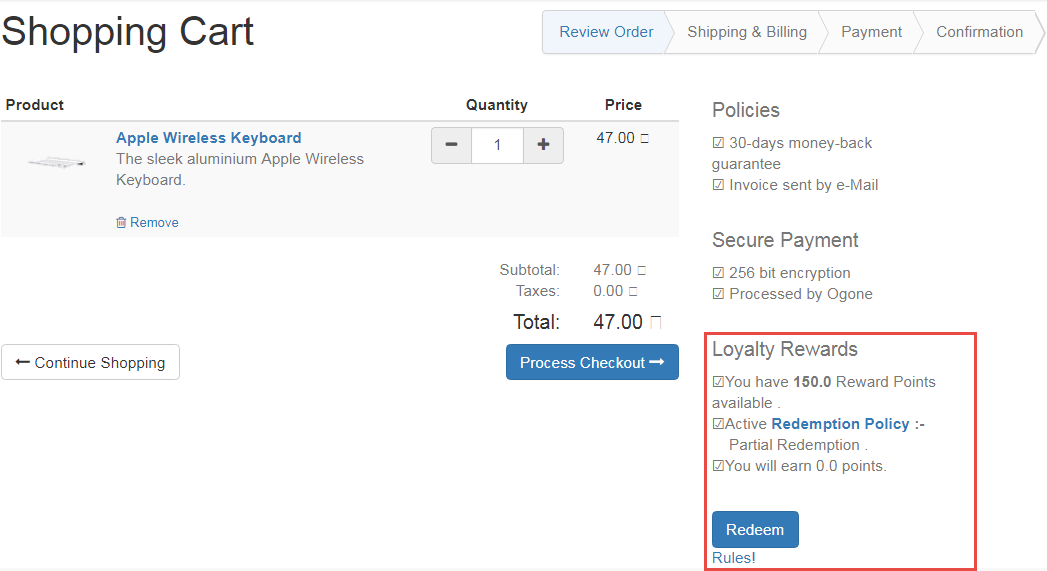 Shopping Cart
Review Order
Shipping & Billing
Payment
Confirmation
Product
Quantity
Price
Apple Wireless Keyboard
The sleek aluminium Apple Wireless
Keyboard.
Remove
1
47.00
Subtotal: 47.00
Taxes: 0.00
Total: 47.00
Continue Shopping
Process Checkout
Policies
☑ 30-days money-back
guarantee
☑ Invoice sent by e-Mail
Secure Payment
☑ 256 bit encryption
☑ Processed by Ogone
Loyalty Rewards
☑You have 150.0 Reward Points
available .
☑Active Redemption Policy :-
Partial Redemption .
☑You will earn 0.0 points.
Redeem
Rules!